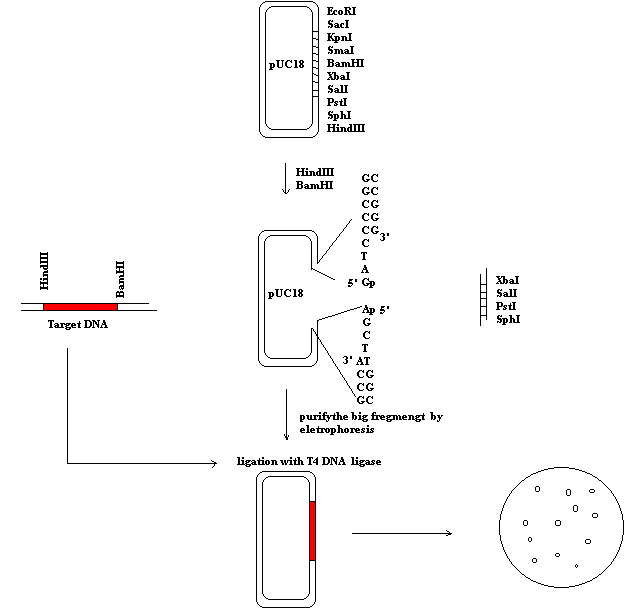 EcoRI
SacI
KpnI
SmaI
pUC18
BamHI
XbaI
SalI
PstI
SphI
HindIII
HindIII
BamHI
GC
GC
CG
CG
CG 3'
C
T
A
5' Gp
pUC18
Ap 5'
G
C
T
3' AT
CG
CG
GC
HindIII
BamHI
Target DNA
XbaI
SalI
PstI
SphI
purifythe big fregmengt by
eletrophoresis
ligation with T4 DNA ligase